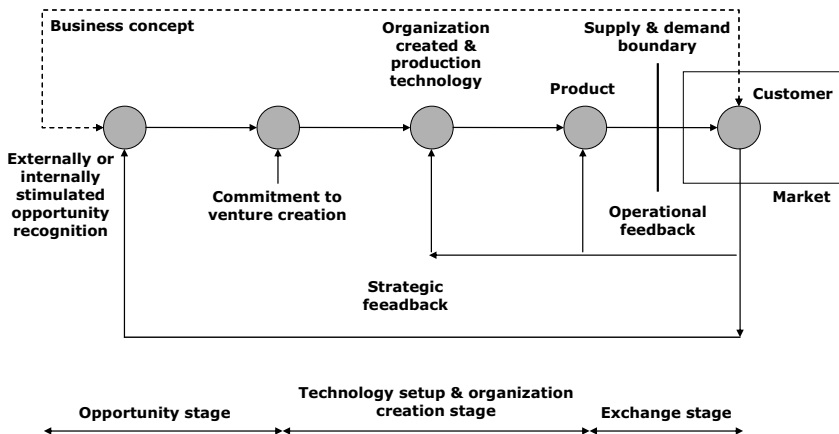 Business concept
Organization
created &
production
technology
Supply & demand
boundary
Product
Customer
Externally or
internally
stimulated
opportunity
recognition
Commitment to
venture creation
Operational
feedback
Market
Strategic
feeadback
Opportunity stage
Technology setup & organization
creation stage
Exchange stage